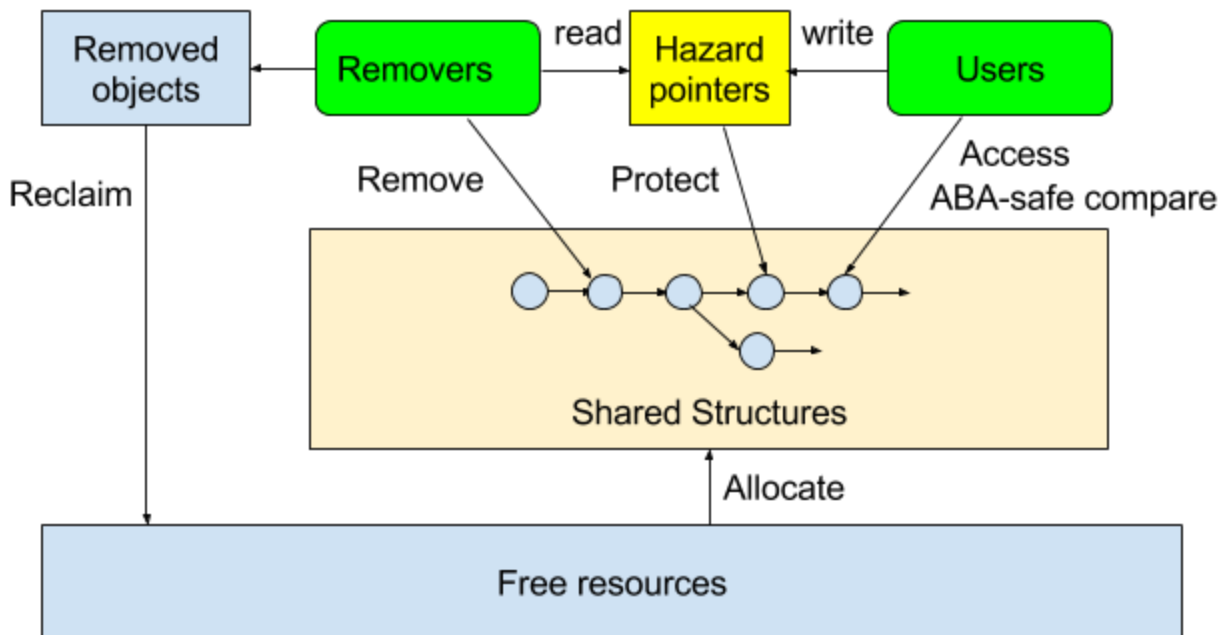 Removed
objects
Removers
read
Hazard
pointers
write
Users
Reclaim
Remove
Protect
Access
ABA-safe compare
Shared Structures
Allocate
Free resources